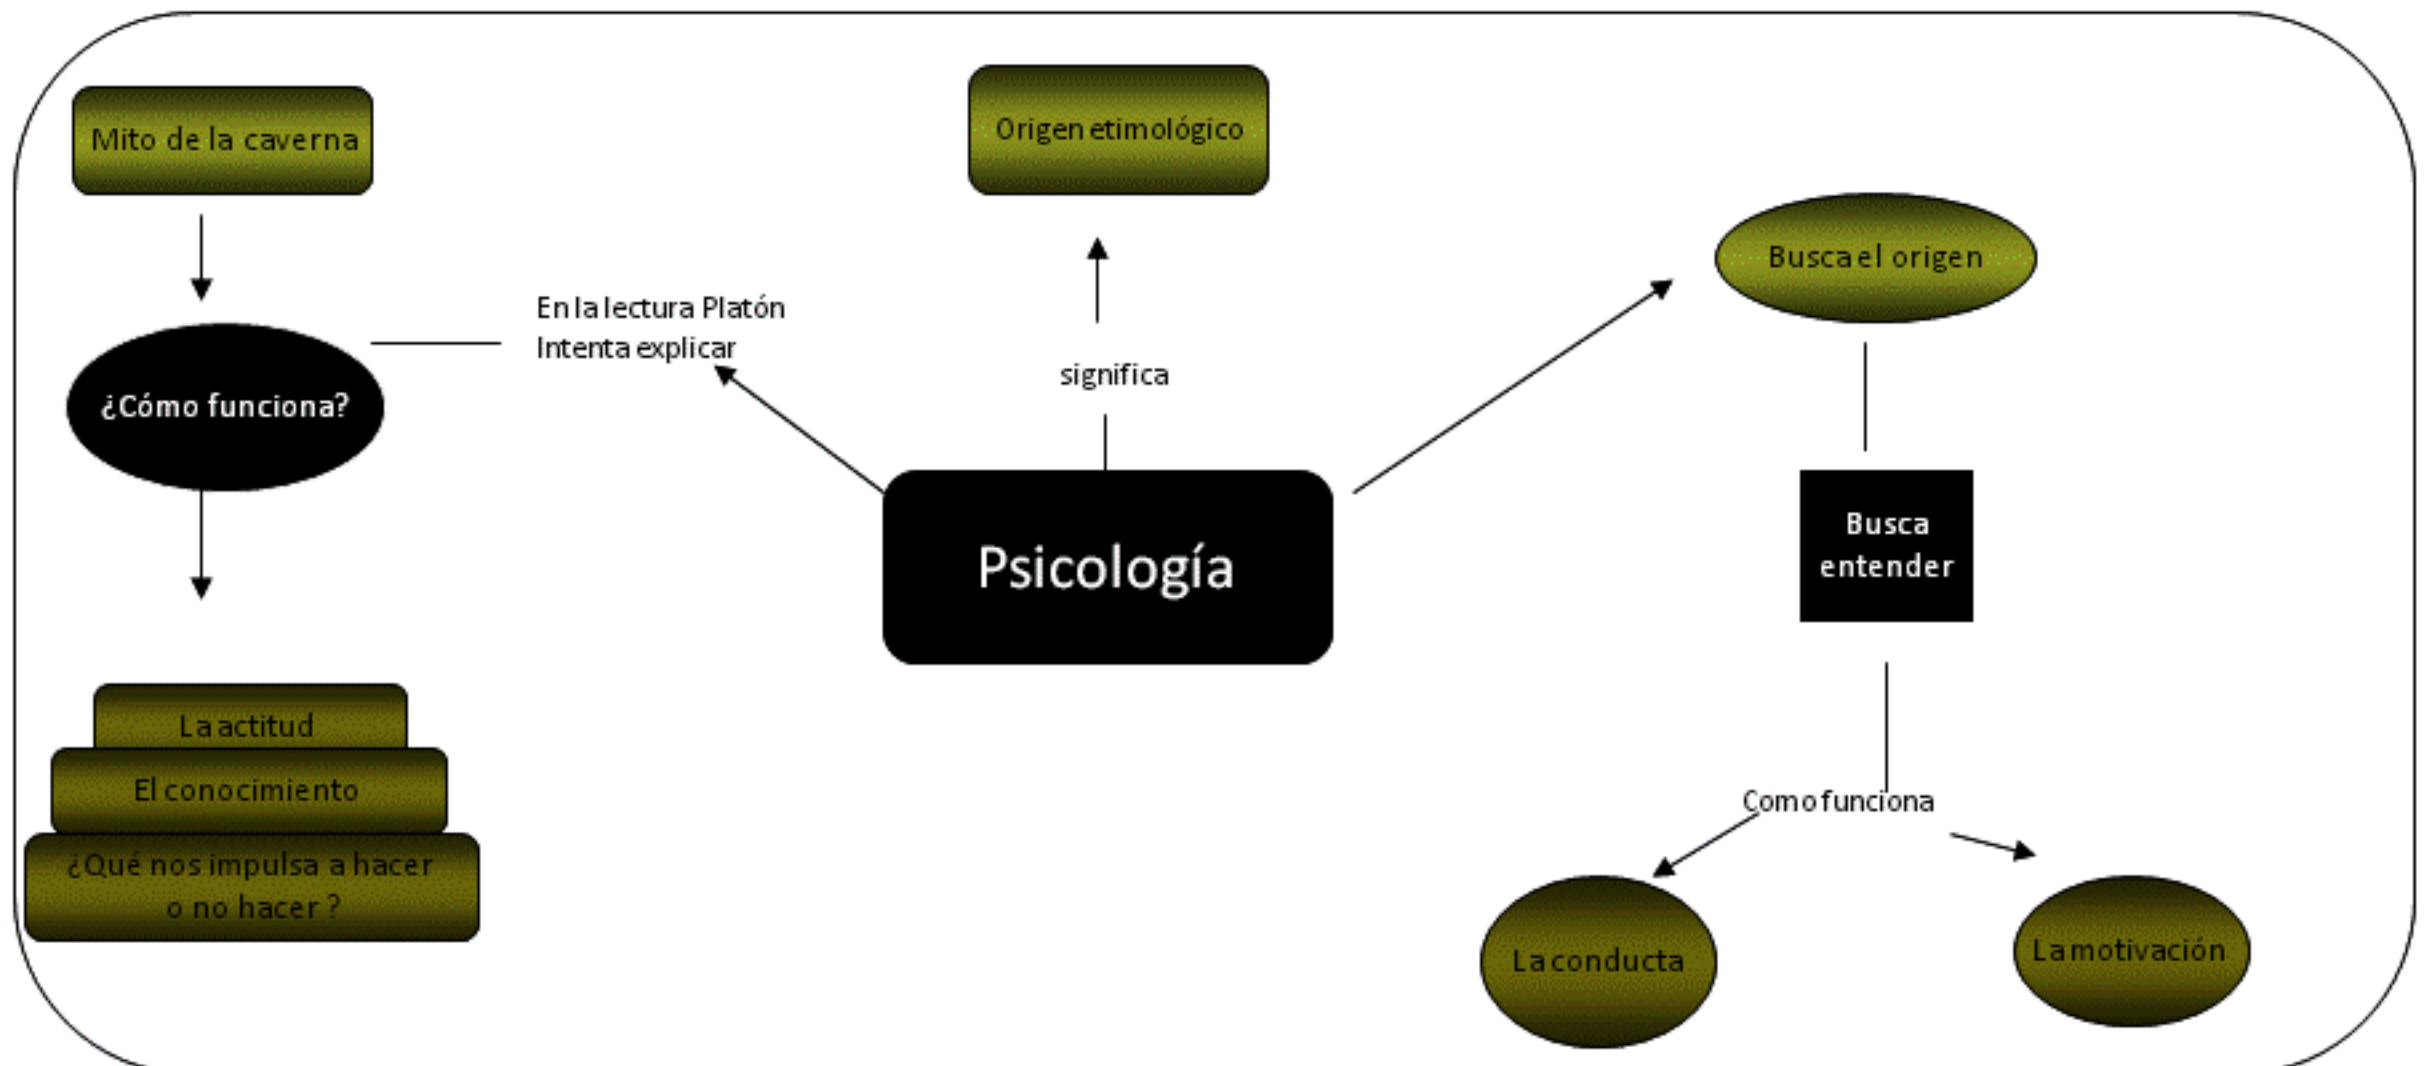 Mito de la caverna
Origen etimológico
Busca el origen
En la lectura Platón
Intenta explicar
significa
¿Cómo funciona?
Psicología
Busca
entender
La actitud
El conocimiento
¿Qué nos impulsa a hacer
o no hacer ?
Como funciona
La conducta
La motivación